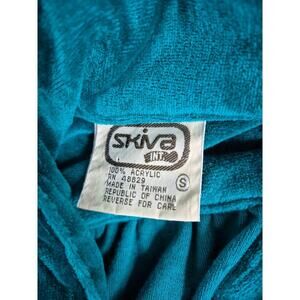 SKIVA
INT.
100% ACRYLIC
RN 48829
MADE IN TAIWAN
REPUBLIC OF CHINA
REVERSE FOR CARE
S